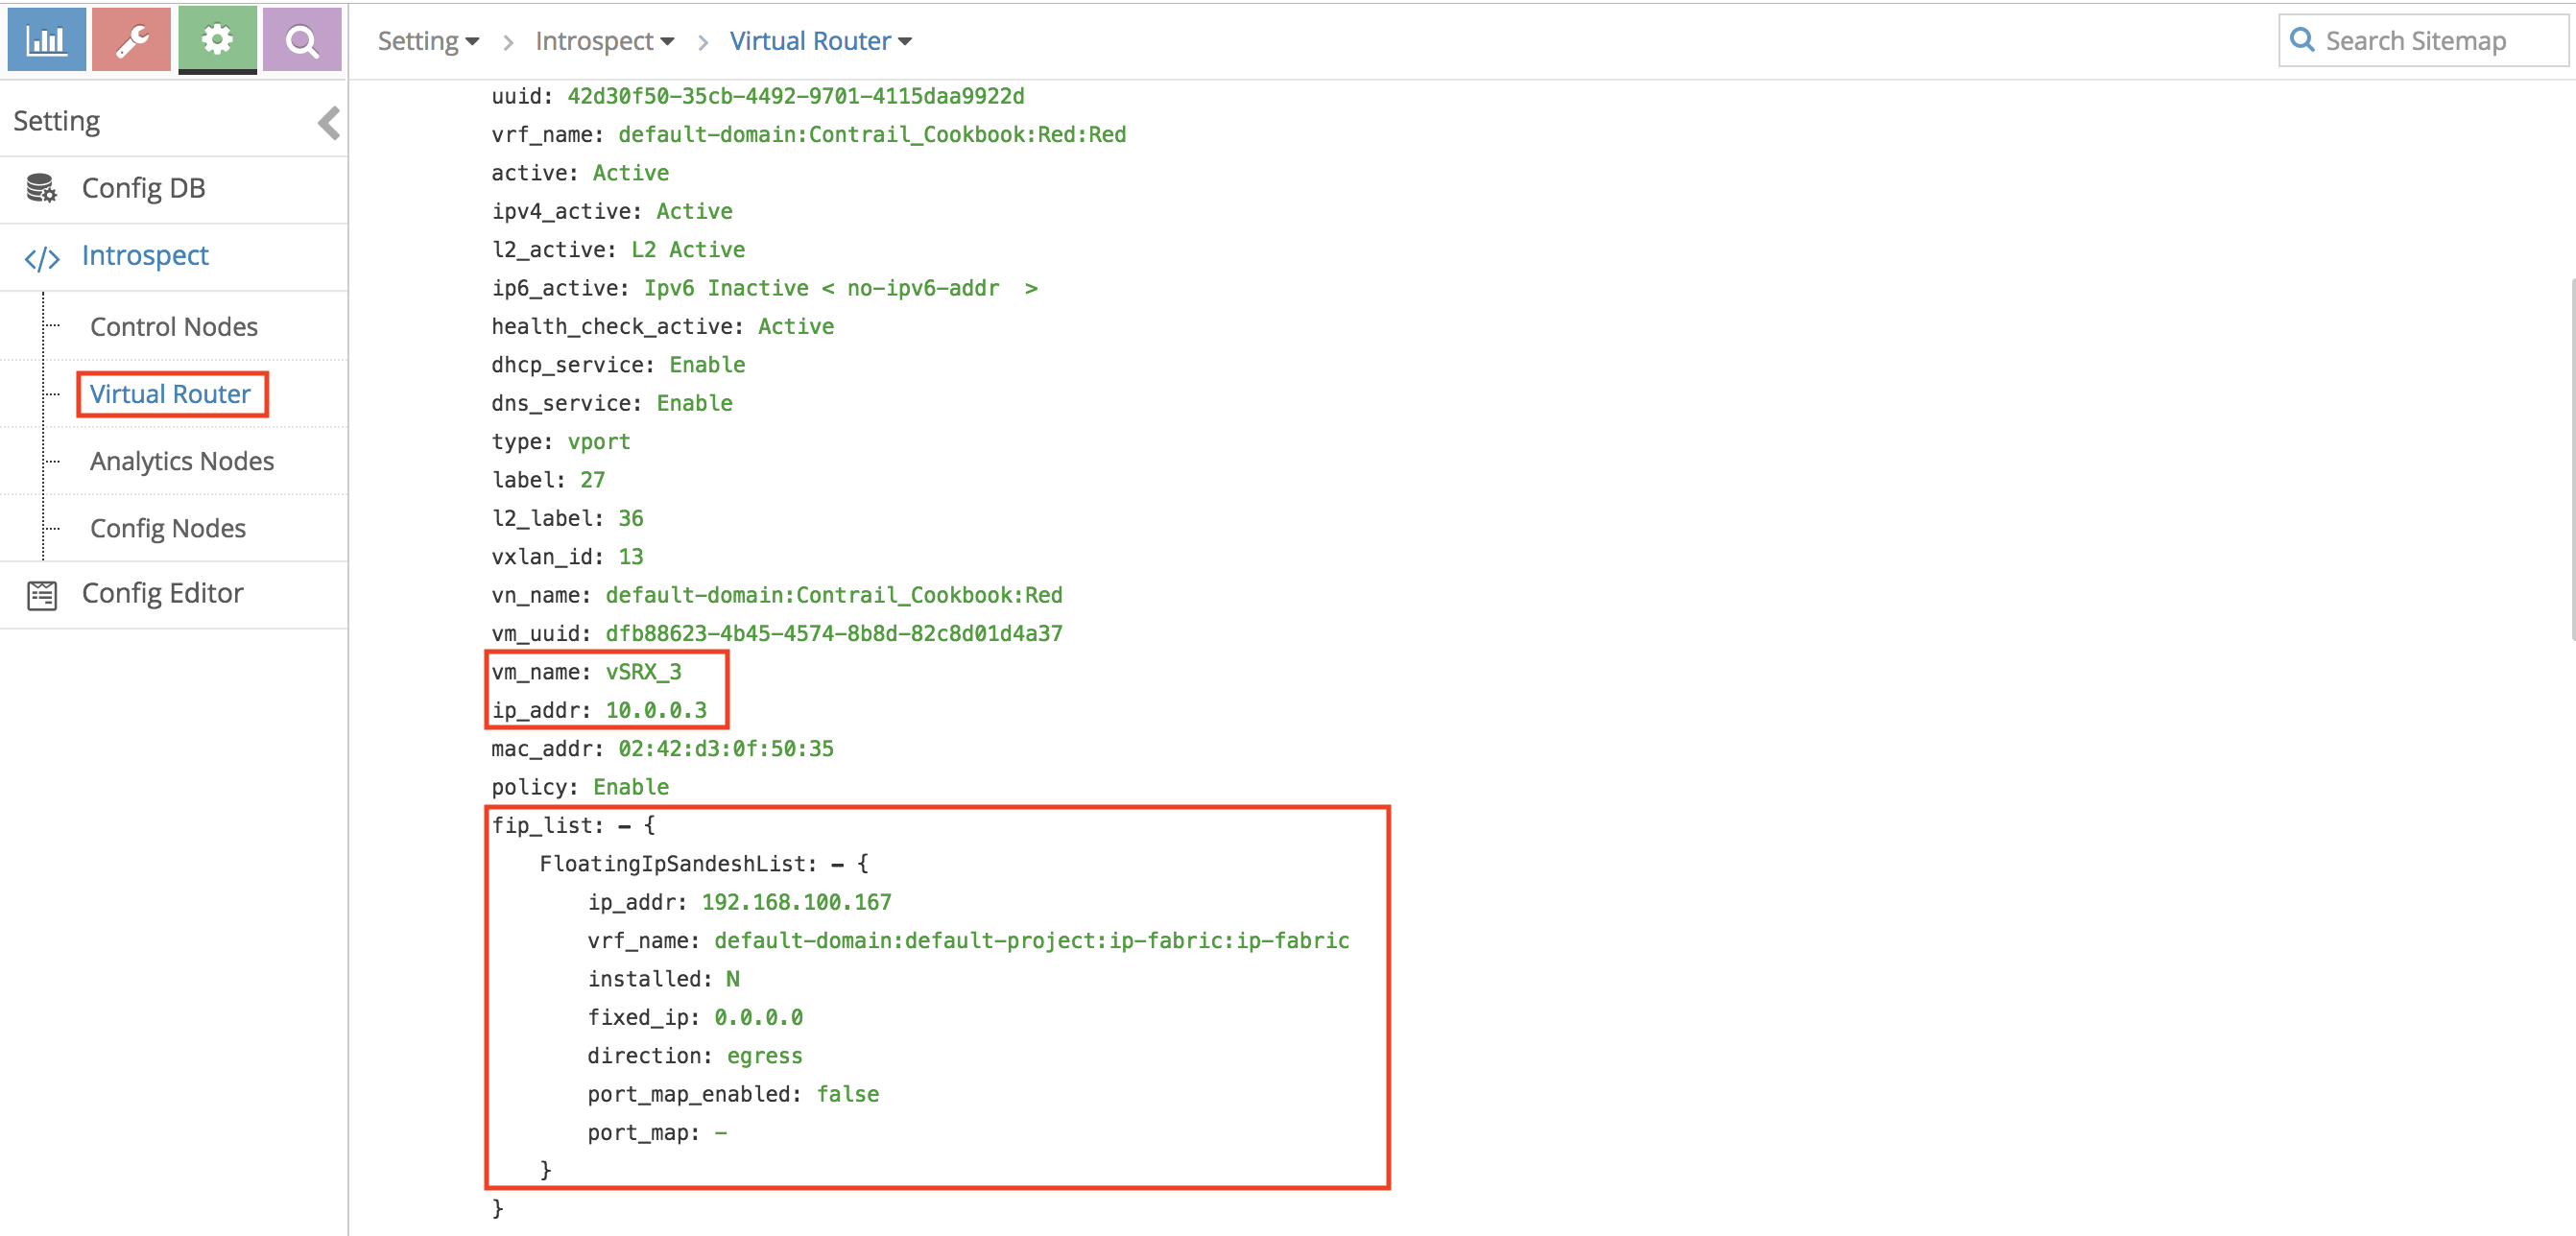 Setting > Introspect > Virtual Router
Search Sitemap
Setting
Config DB
</> Introspect
Control Nodes
Virtual Router
Analytics Nodes
Config Nodes
Config Editor
uuid: 42d30f50-35cb-4492-9701-4115daa9922d
vrf_name: default-domain:Contrail_Cookbook:Red:Red
active: Active
ipv4_active: Active
l2_active: L2 Active
ip6_active: Ipv6 Inactive < no-ipv6-addr  >
health_check_active: Active
dhcp_service: Enable
dns_service: Enable
type: vport
label: 27
l2_label: 36
vxlan_id: 13
vn_name: default-domain:Contrail_Cookbook:Red
vm_uuid: dfb88623-4b45-4574-8b8d-82c8d01d4a37
vm_name: vSRX_3
ip_addr: 10.0.0.3
mac_addr: 02:42:d3:0f:50:35
policy: Enable
fip_list: – {
FloatingIpSandeshList: – {
ip_addr: 192.168.100.167
vrf_name: default-domain:default-project:ip-fabric:ip-fabric
installed: N
fixed_ip: 0.0.0.0
direction: egress
port_map_enabled: false
port_map: –
}
}